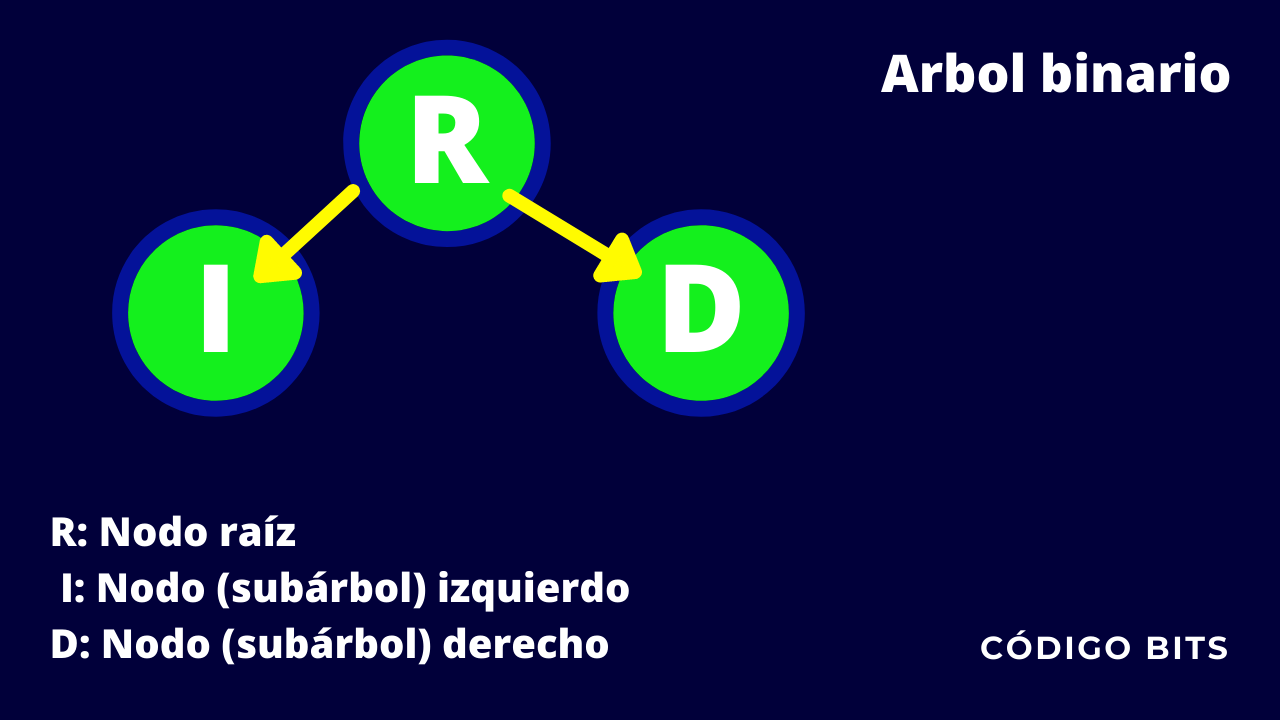 Arbol binario
R
I
D
R: Nodo raíz
I: Nodo (subárbol) izquierdo
D: Nodo (subárbol) derecho
CÓDIGO BITS